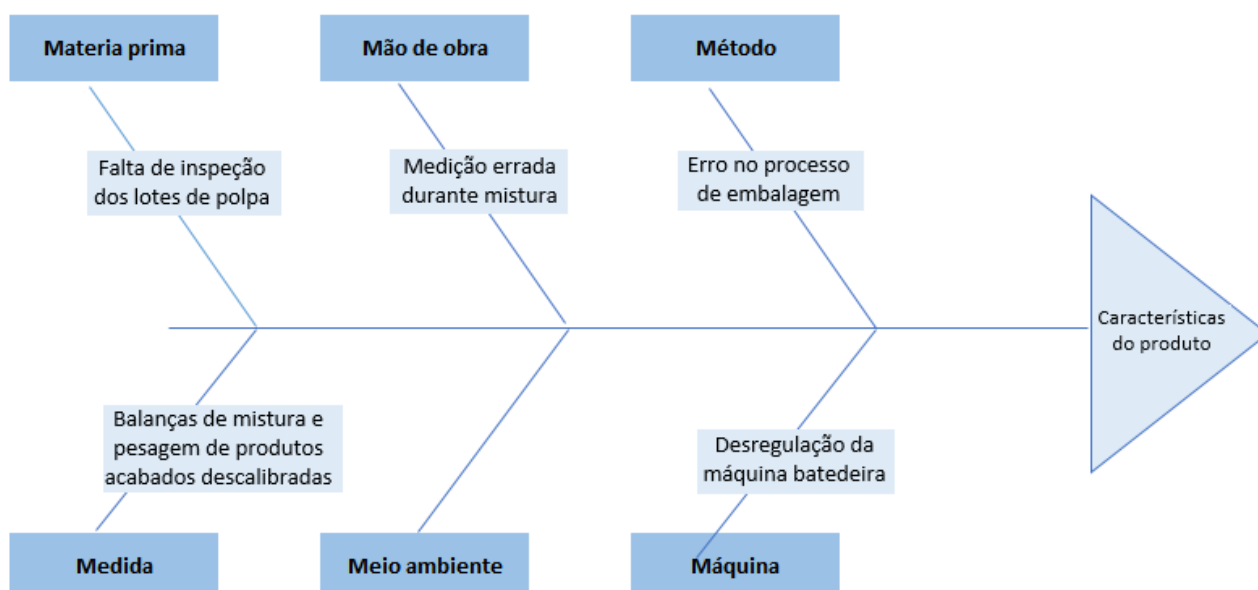 Materia prima
Mão de obra
Método
Falta de inspeção
dos lotes de polpa
Medição errada
durante mistura
Erro no processo
de embalagem
Características
do produto
Balanças de mistura e
pesagem de produtos
acabados descalibradas
Desregulação da
máquina batedeira
Medida
Meio ambiente
Máquina